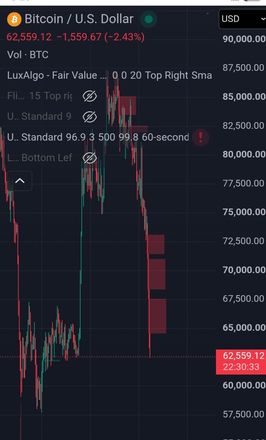 Bitcoin / U.S. Dollar
USD
62,559.12 −1,559.67 (−2.43%)
90,000.00
Vol · BTC
LuxAlgo - Fair Value ... 0 0 20 Top Right Sma
87,500.00
Fli... 15 Top rig
85,000.00
U.. Standard 9
82,500.00
U.. Standard 96.9 3 500 99.8 60-second
L... Bottom Lef
80,000.00
77,500.00
75,000.00
72,500.00
70,000.00
67,500.00
65,000.00
62,559.12
22:30:33
60,000.00
57,500.00